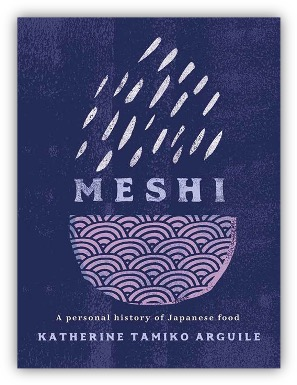 MESHI
A personal history of Japanese food
KATHERINE TAMIKO ARGUILE